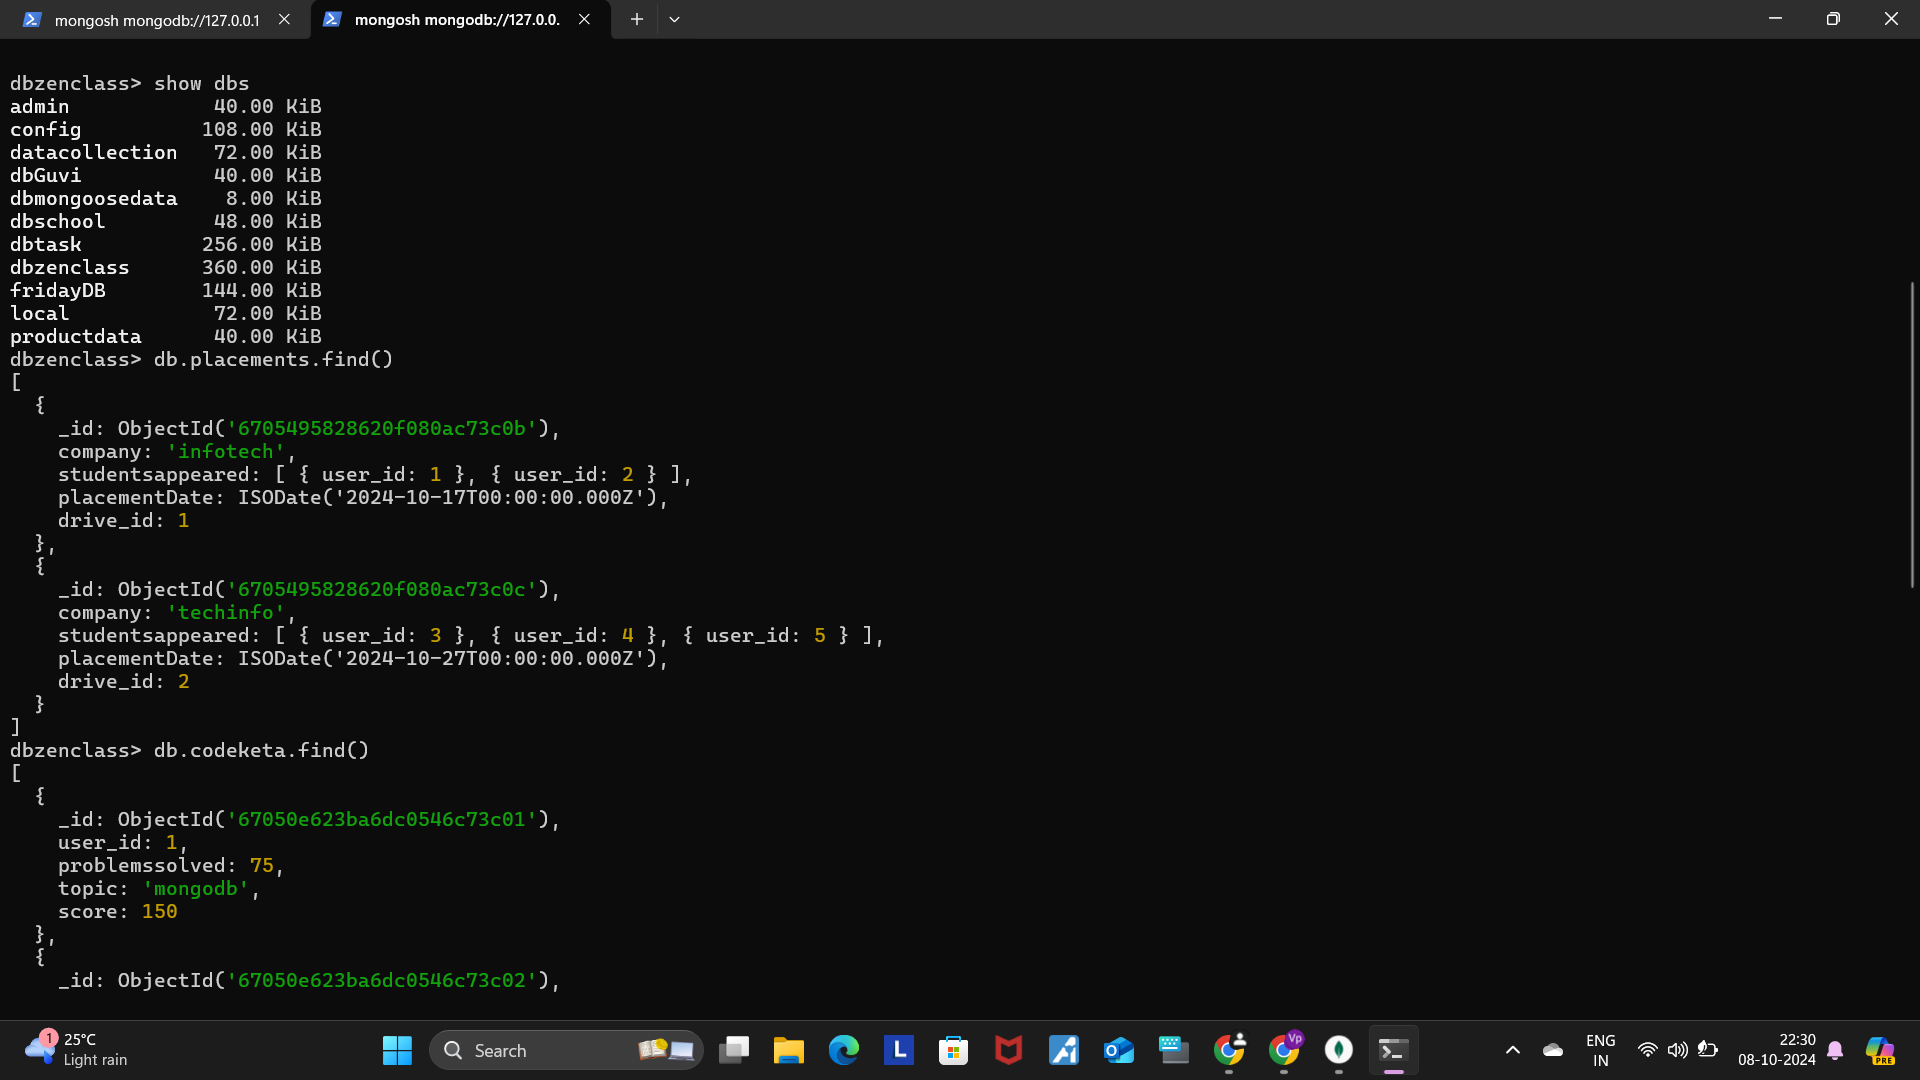 mongosh mongodb://127.0.0.1
mongosh mongodb://127.0.0.
dbzenclass> show dbs
admin            40.00 KiB
config          108.00 KiB
datacollection   72.00 KiB
dbGuvi           40.00 KiB
dbmongoosedata    8.00 KiB
dbschool         48.00 KiB
dbtask          256.00 KiB
dbzenclass      360.00 KiB
fridayDB        144.00 KiB
local            72.00 KiB
productdata      40.00 KiB
dbzenclass> db.placements.find()
[
  {
    _id: ObjectId('6705495828620f080ac73c0b'),
    company: 'infotech',
    studentsappeared: [ { user_id: 1 }, { user_id: 2 } ],
    placementDate: ISODate('2024-10-17T00:00:00.000Z'),
    drive_id: 1
  },
  {
    _id: ObjectId('6705495828620f080ac73c0c'),
    company: 'techinfo',
    studentsappeared: [ { user_id: 3 }, { user_id: 4 }, { user_id: 5 } ],
    placementDate: ISODate('2024-10-27T00:00:00.000Z'),
    drive_id: 2
  }
]
dbzenclass> db.codeketa.find()
[
  {
    _id: ObjectId('67050e623ba6dc0546c73c01'),
    user_id: 1,
    problemssolved: 75,
    topic: 'mongodb',
    score: 150
  },
  {
    _id: ObjectId('67050e623ba6dc0546c73c02'),
1
25°C
Light rain
Search
L
Vp
ENG
IN
22:30
08-10-2024
PRE